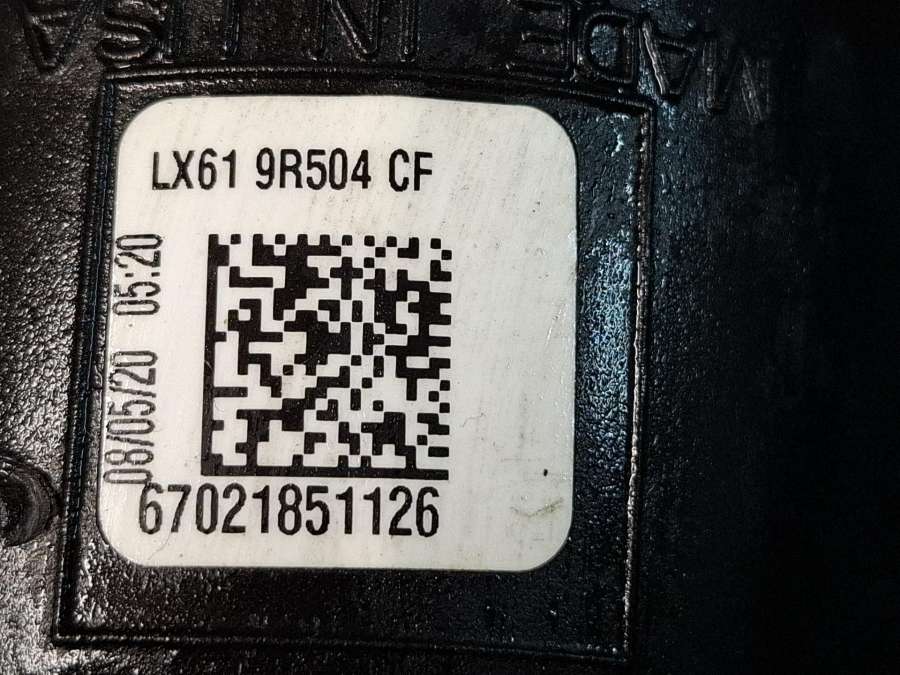 MADE IN USA
LX61 9R504 CF
08/05/20 05:20
67021851126